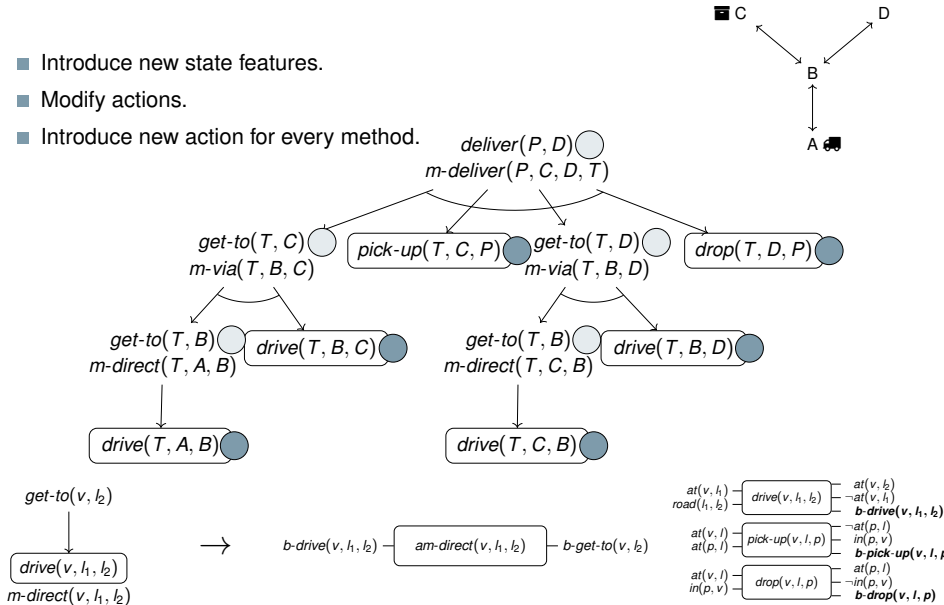 C D
Introduce new state features.
B
Modify actions.
Introduce new action for every method.
A
deliver(P, D)
m-deliver(P, C, D, T)
get-to(T, C) pick-up(T, C, P) get-to(T, D) drop(T, D, P)
m-via(T, B, C) m-via(T, B, D)
get-to(T, B) drive(T, B, C) get-to(T, B) drive(T, B, D)
m-direct(T, A, B) m-direct(T, C, B)
drive(T, A, B) drive(T, C, B)
get-to(v, l₂)
drive(v, l₁, l₂)
m-direct(v, l₁, l₂)
→
b-drive(v, l₁, l₂) am-direct(v, l₁, l₂) b-get-to(v, l₂)
at(v, l₁)
road(l₁, l₂)
drive(v, l₁, l₂)
at(v, l₂)
¬at(v, l₁)
b-drive(v, l₁, l₂)
at(v, l)
at(p, l)
pick-up(v, l, p)
¬at(p, l)
in(p, v)
b-pick-up(v, l, p
at(v, l)
in(p, v)
drop(v, l, p)
at(p, l)
¬in(p, v)
b-drop(v, l, p)